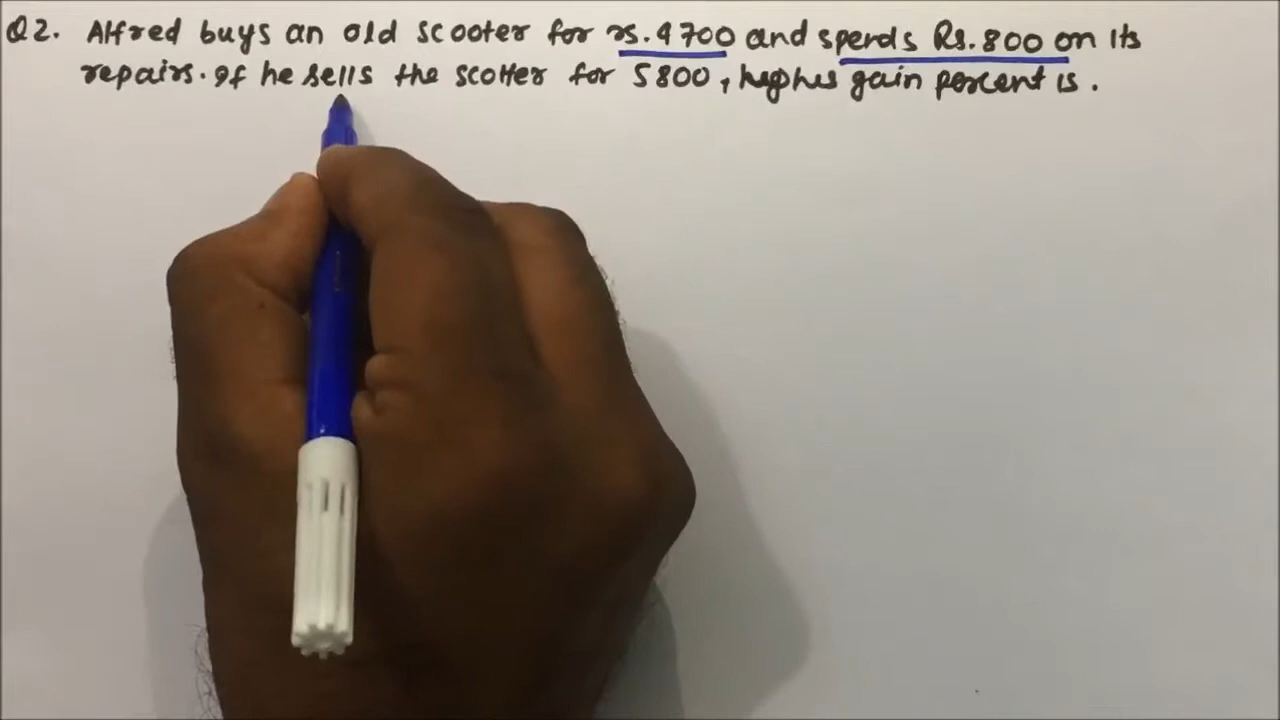 Q2. Alfred buys an old scooter for rs. 4700 and spends Rs. 800 on its
repairs. If he sells the scotter for 5800, gain percent is.